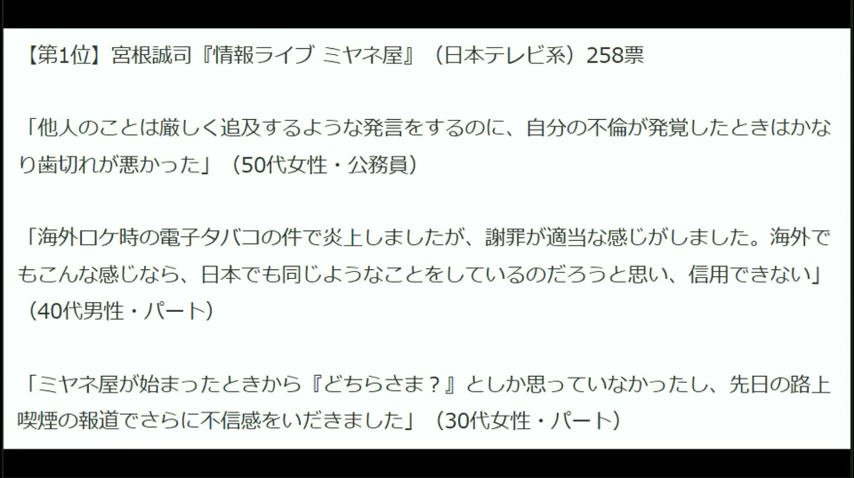 【第1位】宮根誠司『情報ライブ ミヤネ屋』（日本テレビ系）258票
「他人のことは厳しく追及するような発言をするのに、自分の不倫が発覚したときはかな
り歯切れが悪かった」（50代女性・公務員）
「海外ロケ時の電子タバコの件で炎上しましたが、謝罪が適当な感じがしました。海外で
もこんな感じなら、日本でも同じようなことをしているのだろうと思い、信用できない」
（40代男性・パート）
「ミヤネ屋が始まったときから『どちらさま？』としか思っていなかったし、先日の路上
喫煙の報道でさらに不信感をいだきました」（30代女性・パート）